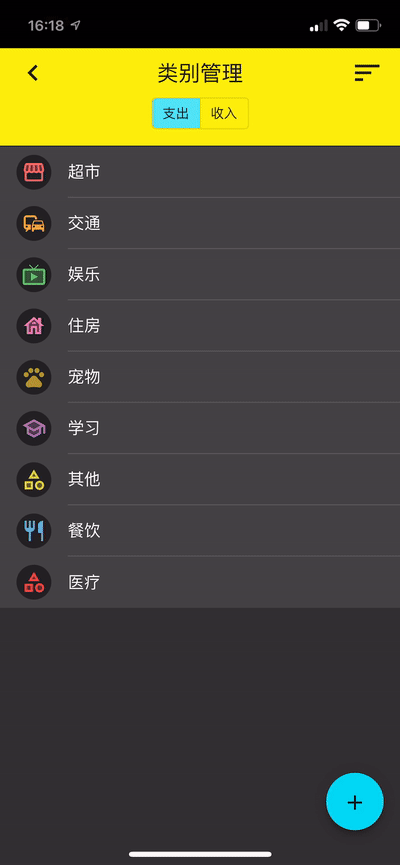 16:18
类别管理
支出 收入
超市
交通
娱乐
住房
宠物
学习
其他
餐饮
医疗